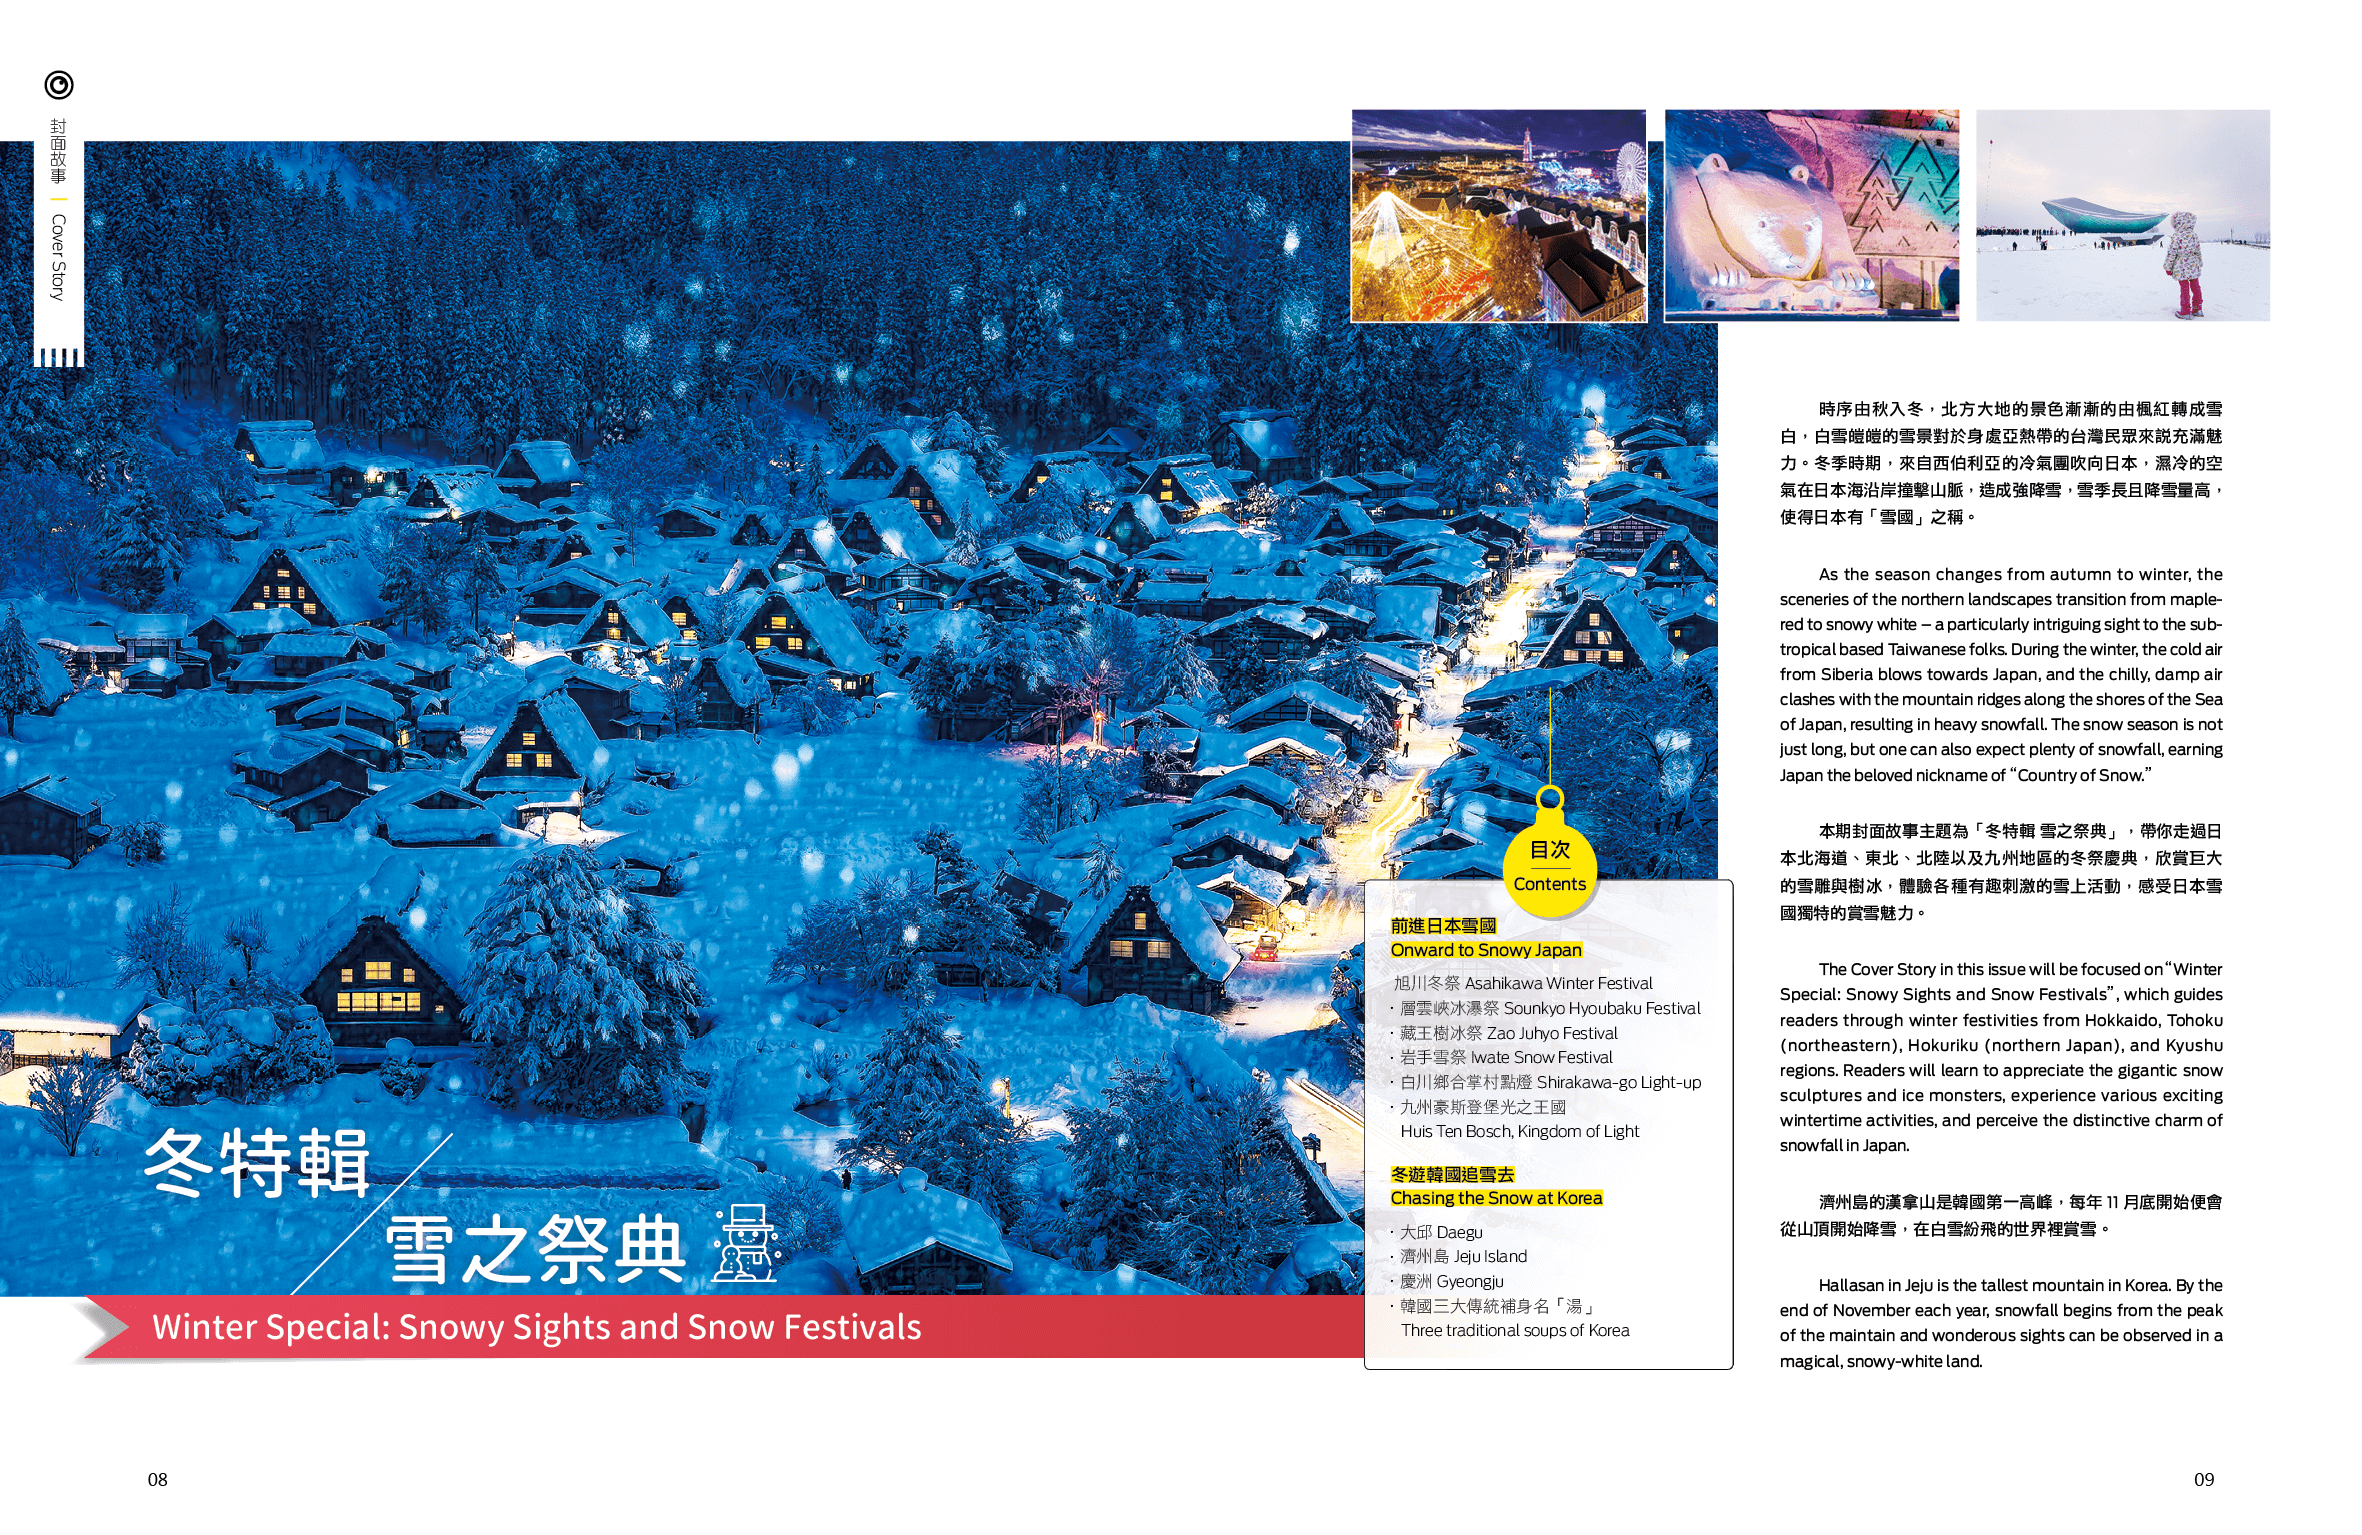 封面故事 | Cover Story
冬特輯
雪之祭典
Winter Special: Snowy Sights and Snow Festivals
目次
Contents
前進日本雪國
Onward to Snowy Japan
旭川冬祭 Asahikawa Winter Festival
· 層雲峽冰瀑祭 Sounkyo Hyoubaku Festival
· 藏王樹冰祭 Zao Juhyo Festival
· 岩手雪祭 Iwate Snow Festival
· 白川鄉合掌村點燈 Shirakawa-go Light-up
· 九州豪斯登堡光之王國
Huis Ten Bosch, Kingdom of Light
冬遊韓國追雪去
Chasing the Snow at Korea
· 大邱 Daegu
· 濟州島 Jeju Island
· 慶洲 Gyeongju
· 韓國三大傳統補身名「湯」
Three traditional soups of Korea
時序由秋入冬，北方大地的景色漸漸的由楓紅轉成雪
白，白雪皚皚的雪景對於身處亞熱帶的台灣民眾來說充滿魅
力。冬季時期，來自西伯利亞的冷氣團吹向日本，濕冷的空
氣在日本海沿岸撞擊山脈，造成強降雪，雪季長且降雪量高，
使得日本有「雪國」之稱。
As the season changes from autumn to winter, the
sceneries of the northern landscapes transition from maple-
red to snowy white – a particularly intriguing sight to the sub-
tropical based Taiwanese folks. During the winter, the cold air
from Siberia blows towards Japan, and the chilly, damp air
clashes with the mountain ridges along the shores of the Sea
of Japan, resulting in heavy snowfall. The snow season is not
just long, but one can also expect plenty of snowfall, earning
Japan the beloved nickname of “Country of Snow.”
本期封面故事主題為「冬特輯 雪之祭典」，帶你走過日
本北海道、東北、北陸以及九州地區的冬祭慶典，欣賞巨大
的雪雕與樹冰，體驗各種有趣刺激的雪上活動，感受日本雪
國獨特的賞雪魅力。
The Cover Story in this issue will be focused on “Winter
Special: Snowy Sights and Snow Festivals”, which guides
readers through winter festivities from Hokkaido, Tohoku
(northeastern), Hokuriku (northern Japan), and Kyushu
regions. Readers will learn to appreciate the gigantic snow
sculptures and ice monsters, experience various exciting
wintertime activities, and perceive the distinctive charm of
snowfall in Japan.
濟州島的漢拿山是韓國第一高峰，每年 11 月底開始便會
從山頂開始降雪，在白雪紛飛的世界裡賞雪。
Hallasan in Jeju is the tallest mountain in Korea. By the
end of November each year, snowfall begins from the peak
of the maintain and wonderous sights can be observed in a
magical, snowy-white land.
08
09